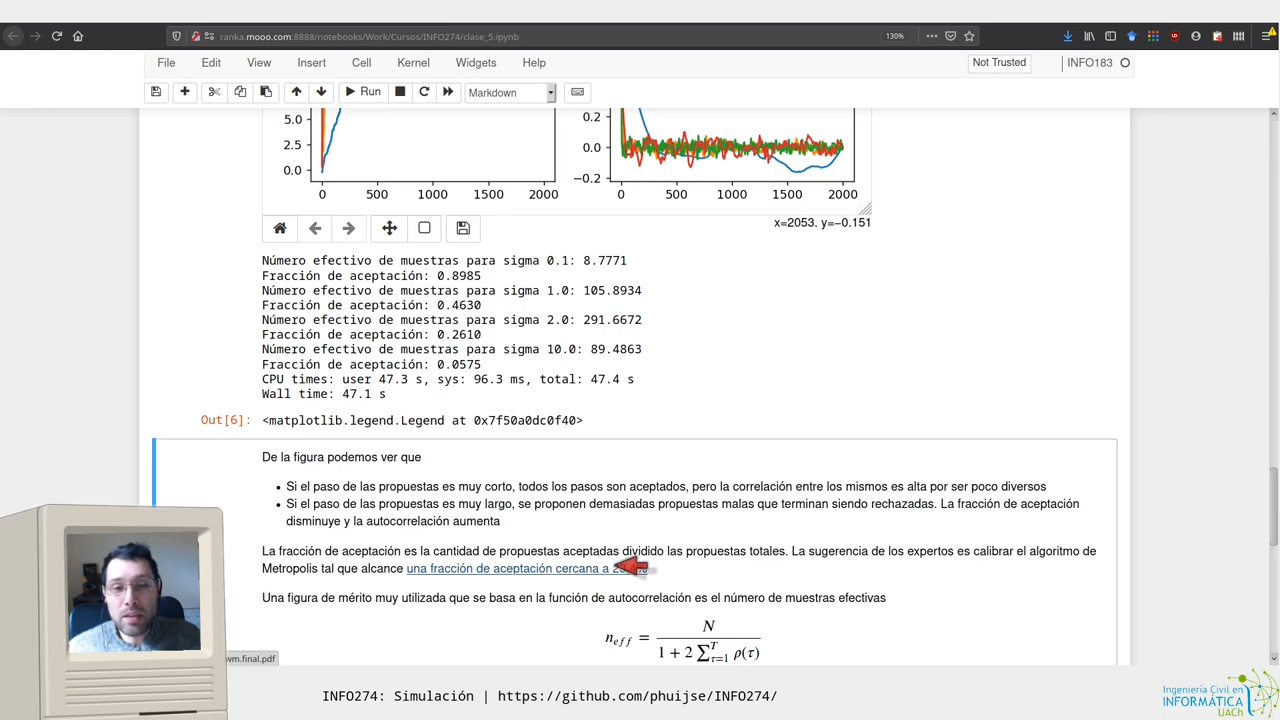 ranka.mooo.com:8888/notebooks/Work/Cursos/INFO274/clase_5.ipynb 130%
File Edit View Insert Cell Kernel Widgets Help Not Trusted INFO183
Run Markdown
5.0 2.5 0.0
0 500 1000 1500 2000
0.2 0.0 −0.2
0 500 1000 1500 2000
x=2053. y=−0.151
Número efectivo de muestras para sigma 0.1: 8.7771
Fracción de aceptación: 0.8985
Número efectivo de muestras para sigma 1.0: 105.8934
Fracción de aceptación: 0.4630
Número efectivo de muestras para sigma 2.0: 291.6672
Fracción de aceptación: 0.2610
Número efectivo de muestras para sigma 10.0: 89.4863
Fracción de aceptación: 0.0575
CPU times: user 47.3 s, sys: 96.3 ms, total: 47.4 s
Wall time: 47.1 s
Out[6]: <matplotlib.legend.Legend at 0x7f50a0dc0f40>
De la figura podemos ver que
• Si el paso de las propuestas es muy corto, todos los pasos son aceptados, pero la correlación entre los mismos es alta por ser poco diversos
• Si el paso de las propuestas es muy largo, se proponen demasiadas propuestas malas que terminan siendo rechazadas. La fracción de aceptación
disminuye y la autocorrelación aumenta
La fracción de aceptación es la cantidad de propuestas aceptadas dividido las propuestas totales. La sugerencia de los expertos es calibrar el algoritmo de
Metropolis tal que alcance una fracción de aceptación cercana a
Una figura de mérito muy utilizada que se basa en la función de autocorrelación es el número de muestras efectivas
n_eff = N / (1 + 2 ∑_{τ=1}^{T} ρ(τ))
wm.final.pdf
INFO274: Simulación | https://github.com/phuijse/INFO274/
Ingeniería Civil en
INFORMÁTICA
UACh